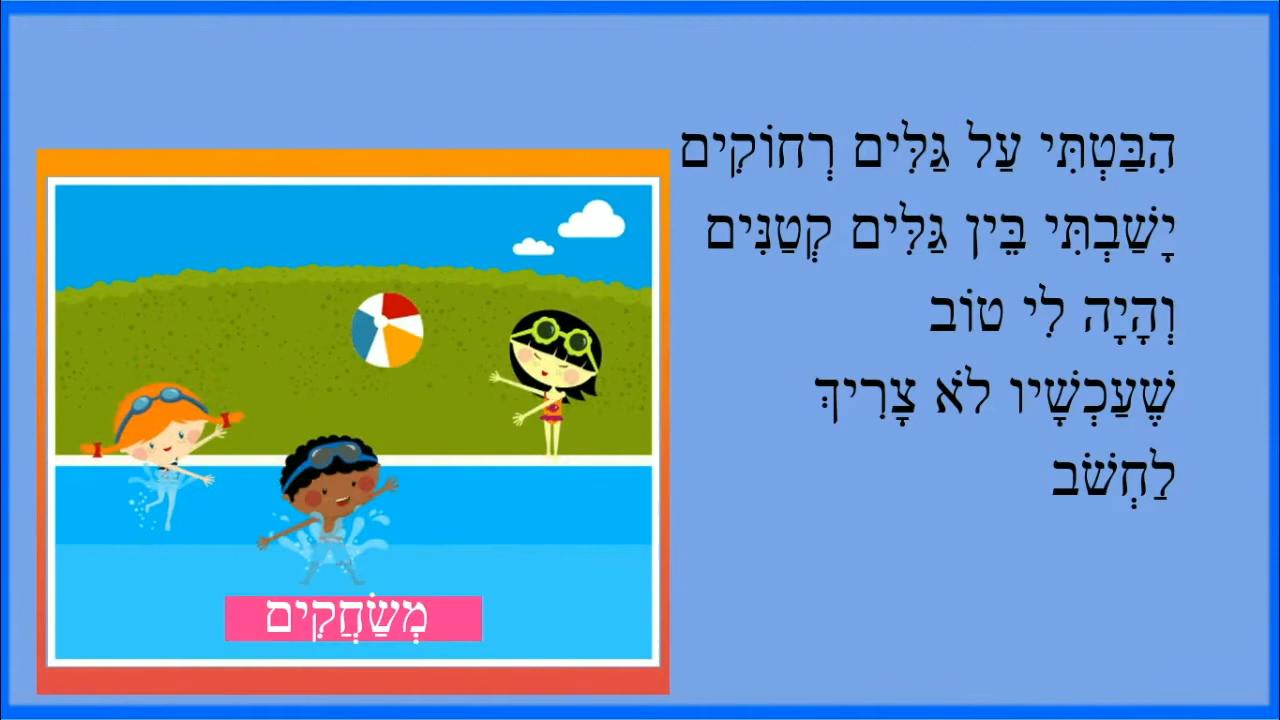 הִבַּטְתִּי עַל גַּלִּים רְחוֹקִים
יָשַׁבְתִּי בֵּין גַּלִּים קְטַנִּים
וְהָיָה לִי טוֹב
שֶׁעַכְשָׁיו לֹא צָרִיךְ
לַחְשֹׁב
מְשַׂחֲקִים